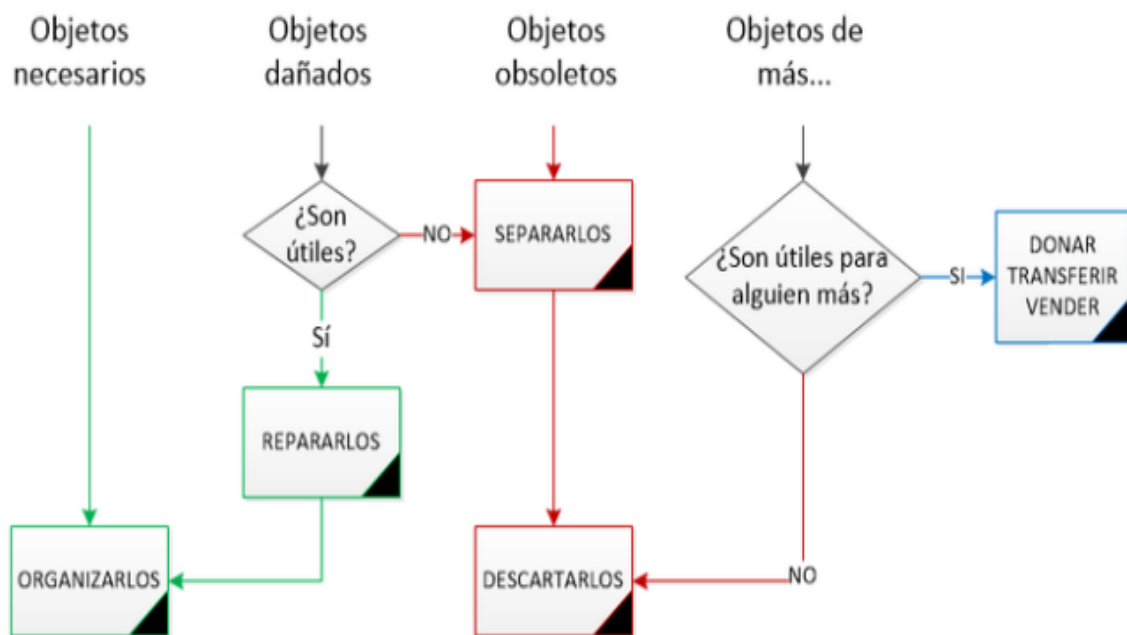 Objetos
necesarios
Objetos
dañados
Objetos
obsoletos
Objetos de
más...
¿Son
útiles?
NO
SEPARARLOS
¿Son útiles para
alguien más?
SI
DONAR
TRANSFERIR
VENDER
Sí
REPARARLOS
ORGANIZARLOS
DESCARTARLOS
NO